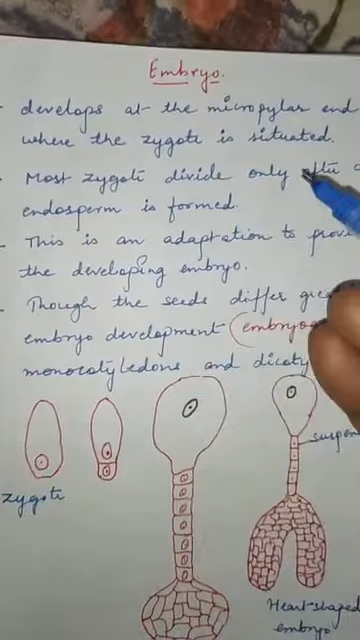 Embryo.
develops at the micropylar end
where the zygote is situated.
Most zygote divide only after
endosperm is formed.
This is an adaptation to
the developing embryo.
Though the seeds differ
embryo development
monocotyledons and
zygote
Heart-shaped
embryo